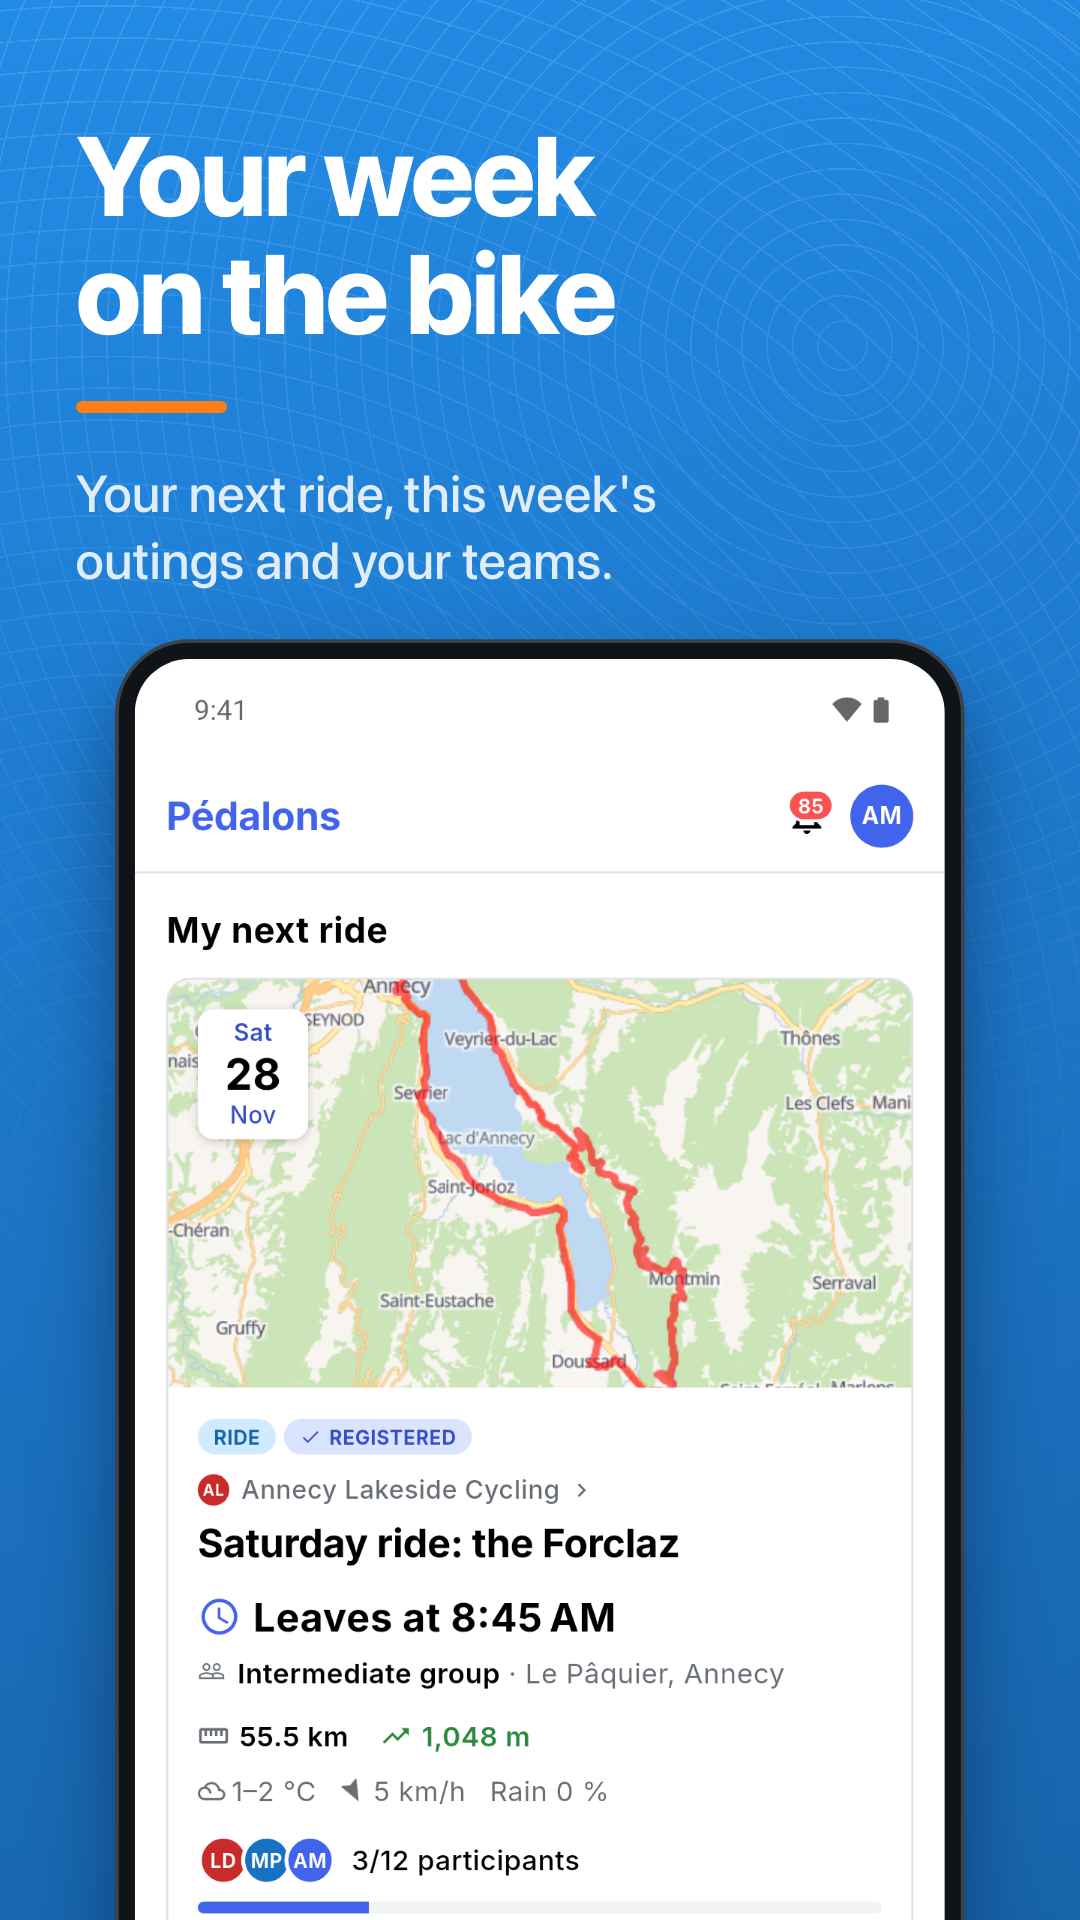 Your week
on the bike
Your next ride, this week's
outings and your teams.
9:41
Pédalons
85
AM
My next ride
Annecy
SEYNOD
Sat
28
Nov
nais
Veyrier-du-Lac
Thônes
Sevrier
Les Clefs
Mani
Lac d'Annecy
Saint-Jorioz
-Chéran
Montmin
Serraval
Saint-Eustache
Gruffy
Doussard
RIDE
REGISTERED
AL Annecy Lakeside Cycling
Saturday ride: the Forclaz
Leaves at 8:45 AM
Intermediate group · Le Pâquier, Annecy
55.5 km 1,048 m
1–2 °C 5 km/h Rain 0 %
LD MP AM 3/12 participants